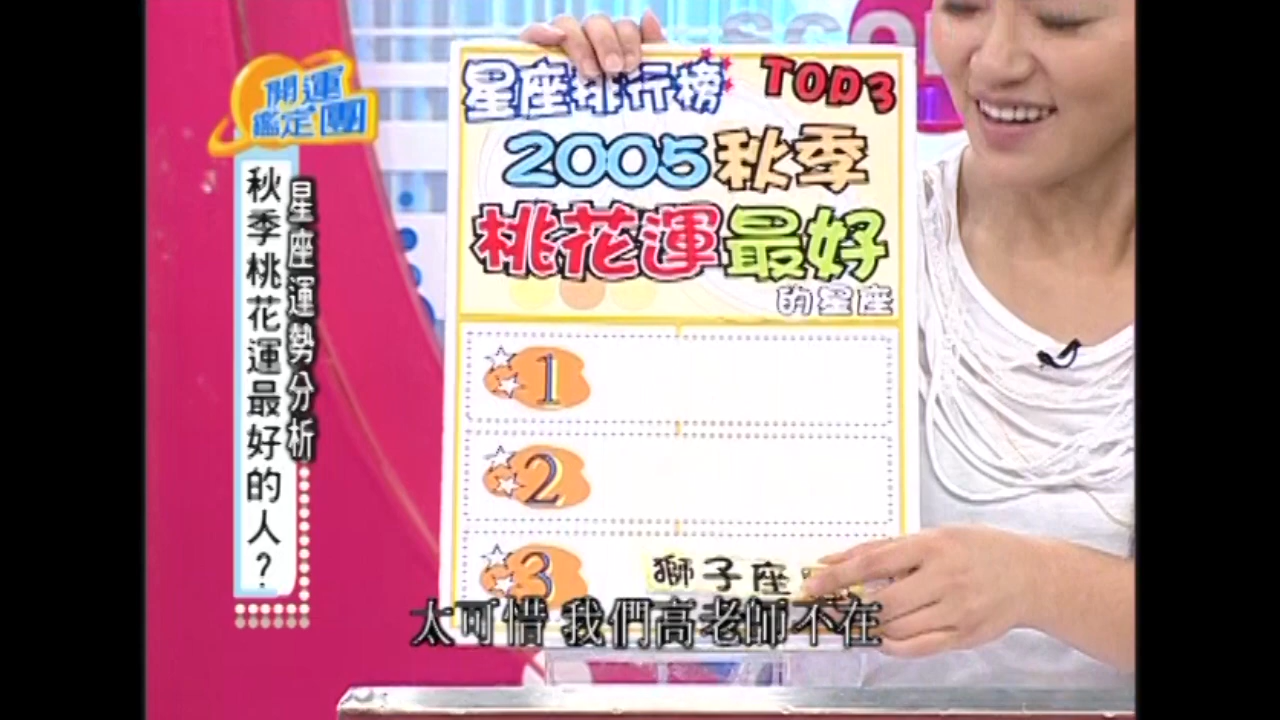 開運
鑑定團
星座運勢分析
秋季桃花運最好的人？
星座排行榜 TOP3
2005秋季
桃花運最好
的星座
1
2
3 獅子座
太可惜 我們高老師不在